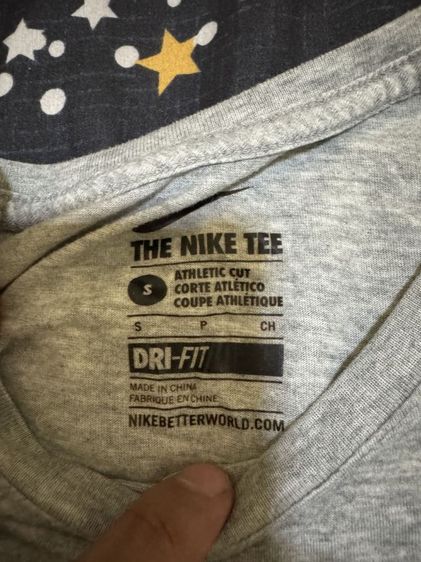 THE NIKE TEE
S
ATHLETIC CUT
CORTE ATLÉTICO
COUPE ATHLÉTIQUE
S P CH
DRI-FIT
MADE IN CHINA
FABRIQUE EN CHINE
NIKEBETTERWORLD.COM